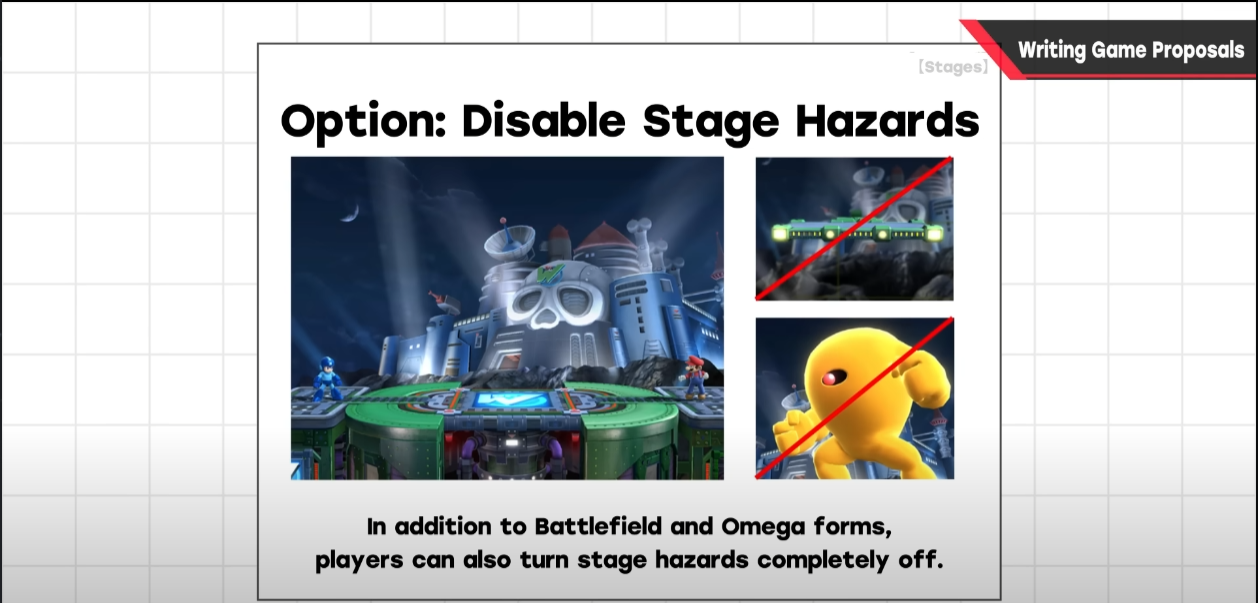 Writing Game Proposals
[Stages]
Option: Disable Stage Hazards
In addition to Battlefield and Omega forms,
players can also turn stage hazards completely off.